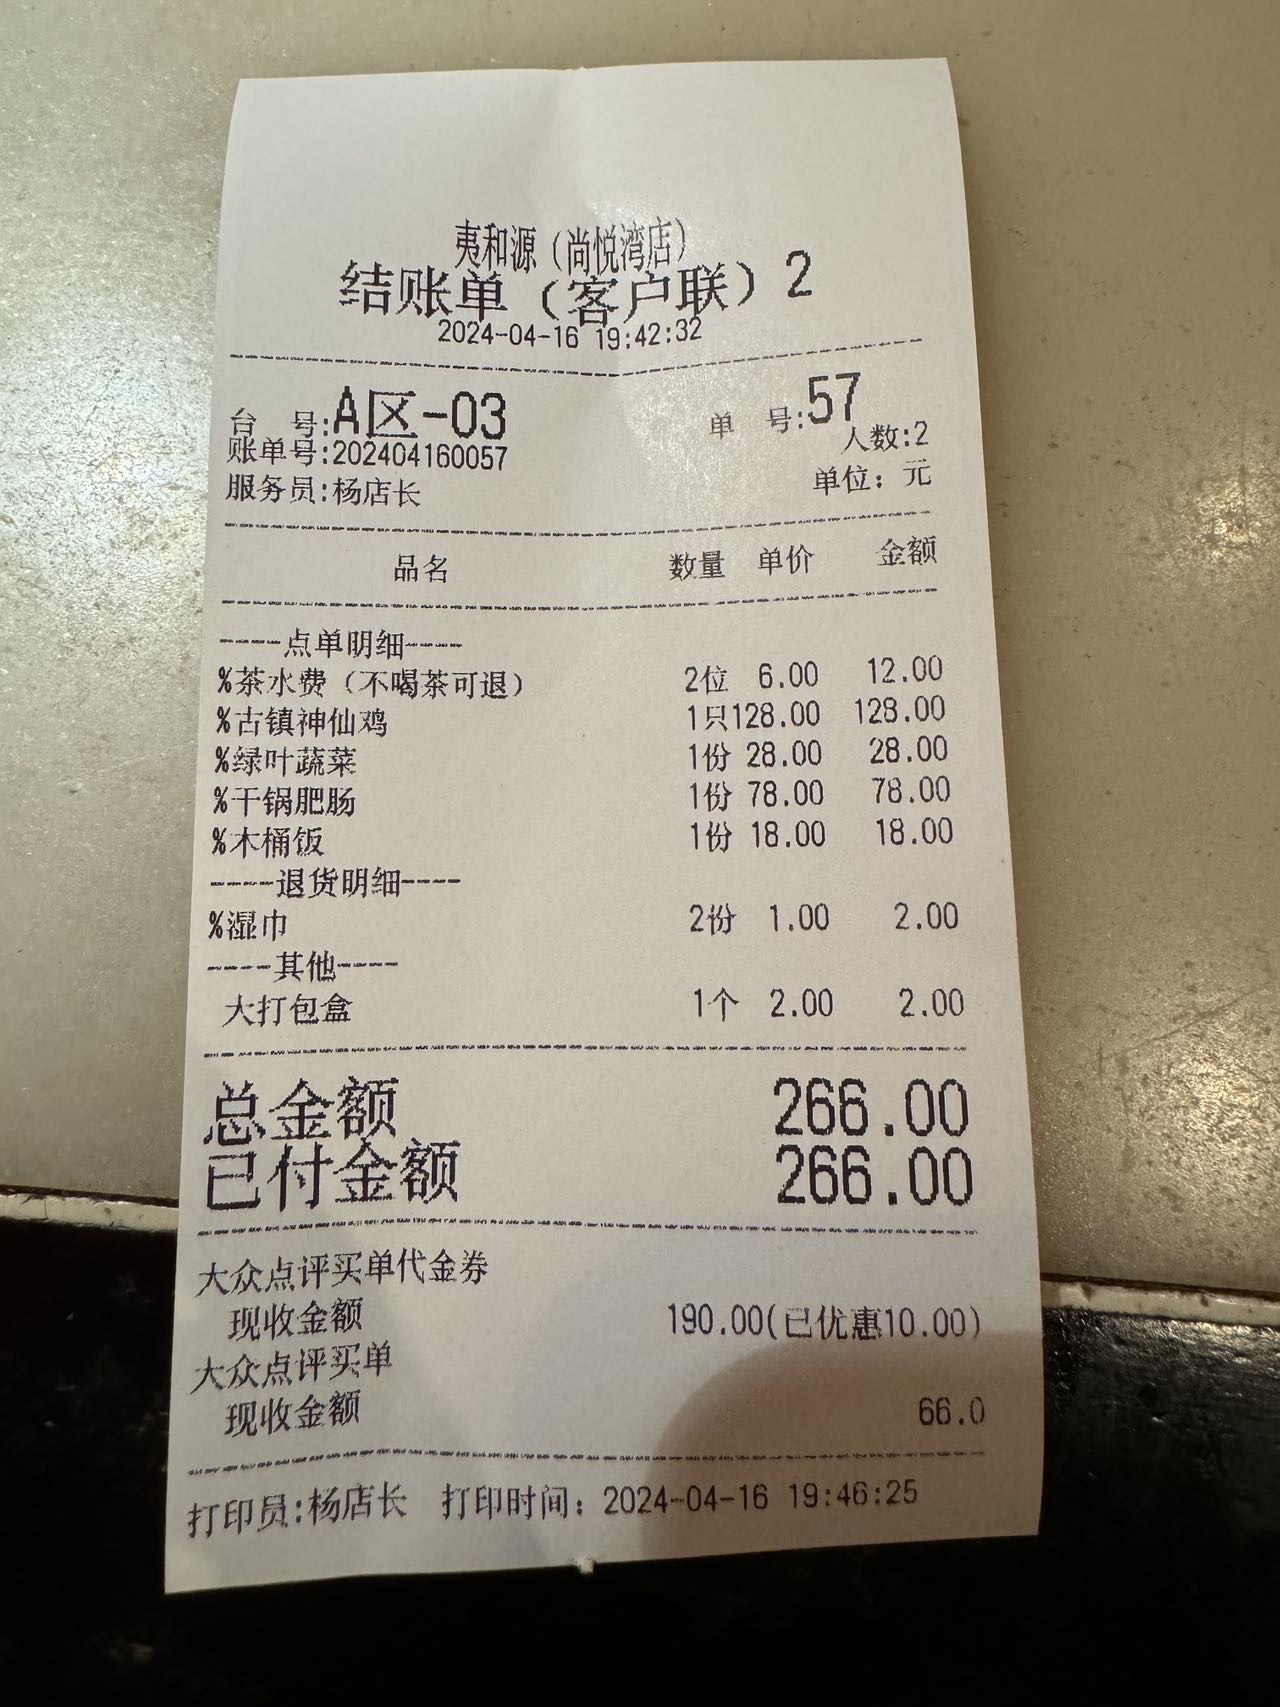 夷和源（尚悦湾店）
结账单（客户联）2
2024-04-16 19:42:32
台 号:A区-03 单 号:57
账单号:202404160057 人数:2
服务员:杨店长 单位：元
品名 数量 单价 金额
----点单明细----
%茶水费（不喝茶可退） 2位 6.00 12.00
%古镇神仙鸡 1只128.00 128.00
%绿叶蔬菜 1份 28.00 28.00
%干锅肥肠 1份 78.00 78.00
%木桶饭 1份 18.00 18.00
----退货明细----
%湿巾 2份 1.00 2.00
----其他----
大打包盒 1个 2.00 2.00
总金额 266.00
已付金额 266.00
大众点评买单代金券
现收金额 190.00(已优惠10.00)
大众点评买单
现收金额 66.0
打印员:杨店长 打印时间：2024-04-16 19:46:25